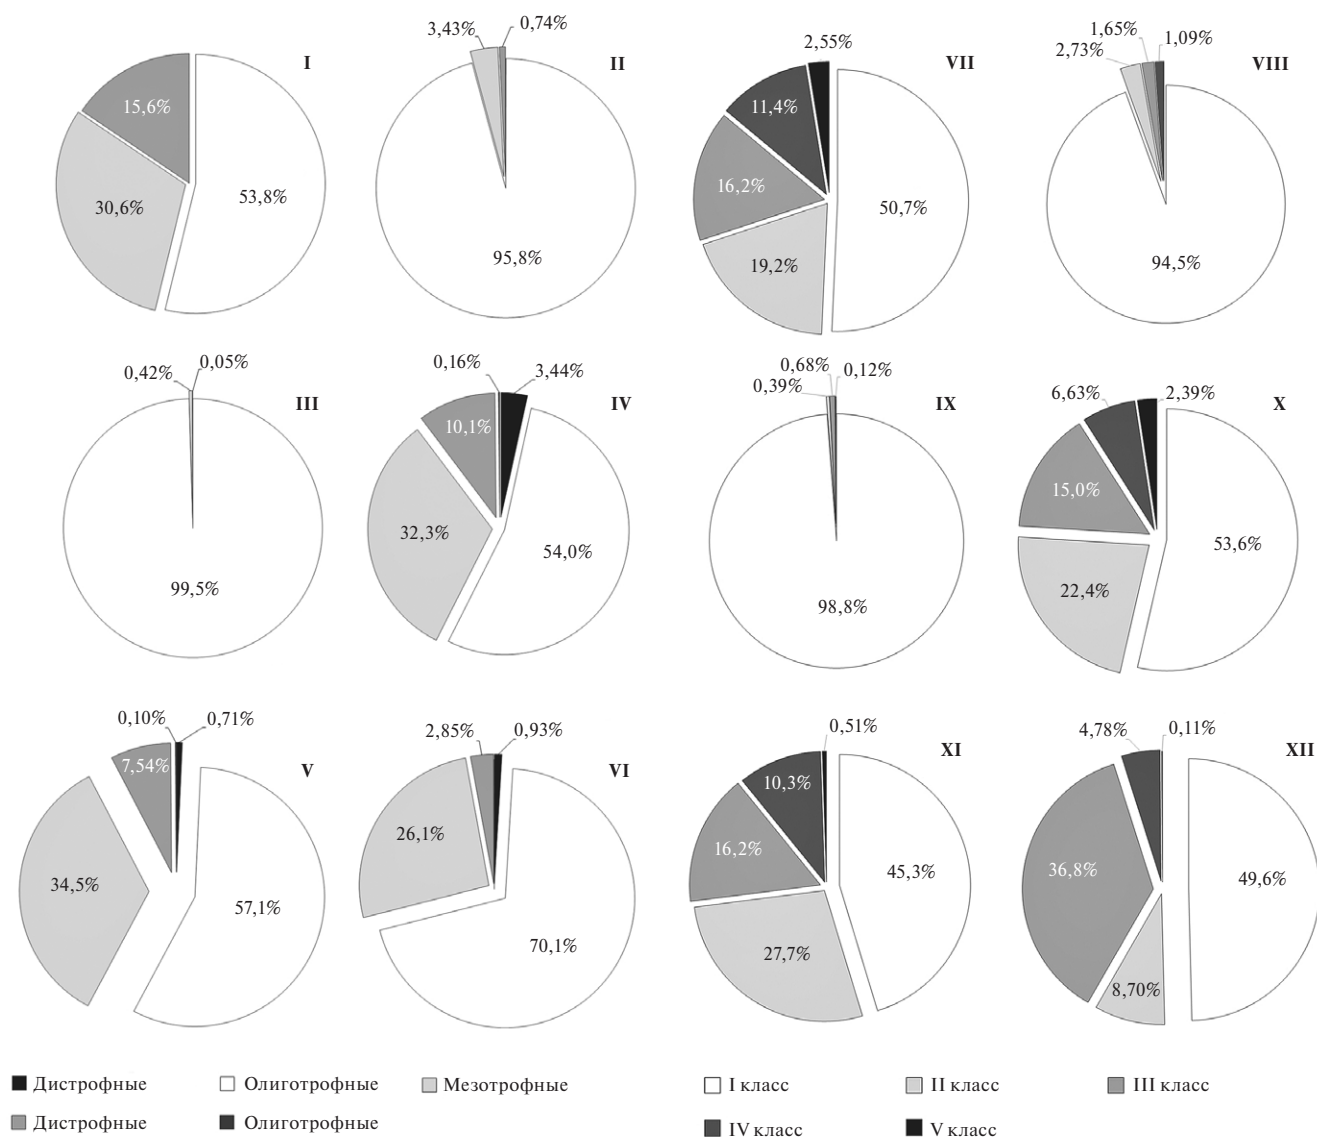 3,43%
0,74%
I
II
15,6%
30,6%
53,8%
95,8%
2,55%
VII
11,4%
16,2%
50,7%
19,2%
1,65%
1,09%
2,73%
VIII
94,5%
0,42%
0,05%
III
99,5%
0,16%
3,44%
IV
10,1%
32,3%
54,0%
0,68%
0,39%
0,12%
IX
98,8%
6,63%
2,39%
X
15,0%
53,6%
22,4%
0,10%
0,71%
V
7,54%
34,5%
57,1%
2,85%
0,93%
VI
26,1%
70,1%
0,51%
XI
10,3%
16,2%
45,3%
27,7%
4,78%
0,11%
XII
36,8%
49,6%
8,70%
Дистрофные
Олиготрофные
Мезотрофные
Дистрофные
Олиготрофные
I класс
II класс
III класс
IV класс
V класс